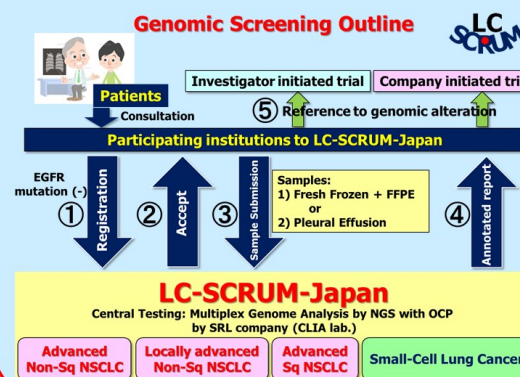 Genomic Screening Outline
LC
SCRUM
Investigator initiated trial
Company initiated tri
Patients
Consultation
⑤ Reference to genomic alteration
Participating institutions to LC-SCRUM-Japan
EGFR
mutation (-)
①
Registration
②
Accept
③
Sample Submission
Samples:
1) Fresh Frozen + FFPE
or
2) Pleural Effusion
④
Annotated report
LC-SCRUM-Japan
Central Testing: Multiplex Genome Analysis by NGS with OCP
by SRL company (CLIA lab.)
Advanced
Non-Sq NSCLC
Locally advanced
Non-Sq NSCLC
Advanced
Sq NSCLC
Small-Cell Lung Cancer